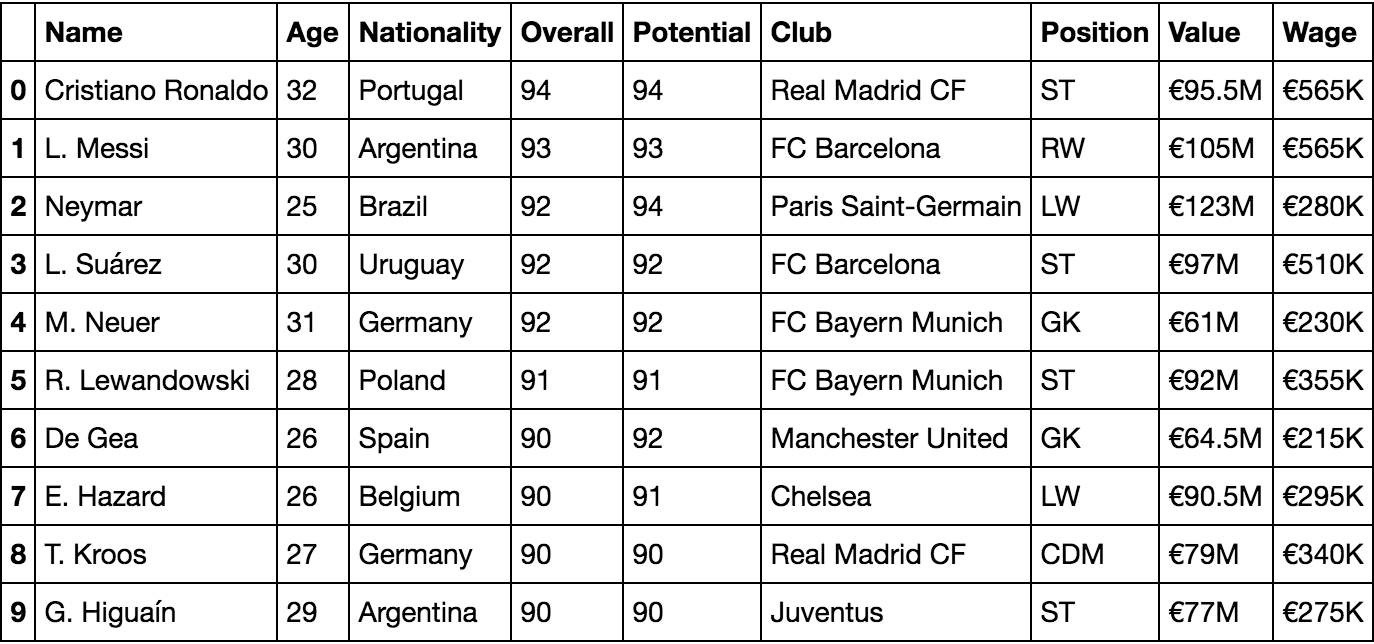 Name Age Nationality Overall Potential Club Position Value Wage
0 Cristiano Ronaldo 32 Portugal 94 94 Real Madrid CF ST €95.5M €565K
1 L. Messi 30 Argentina 93 93 FC Barcelona RW €105M €565K
2 Neymar 25 Brazil 92 94 Paris Saint-Germain LW €123M €280K
3 L. Suárez 30 Uruguay 92 92 FC Barcelona ST €97M €510K
4 M. Neuer 31 Germany 92 92 FC Bayern Munich GK €61M €230K
5 R. Lewandowski 28 Poland 91 91 FC Bayern Munich ST €92M €355K
6 De Gea 26 Spain 90 92 Manchester United GK €64.5M €215K
7 E. Hazard 26 Belgium 90 91 Chelsea LW €90.5M €295K
8 T. Kroos 27 Germany 90 90 Real Madrid CF CDM €79M €340K
9 G. Higuaín 29 Argentina 90 90 Juventus ST €77M €275K